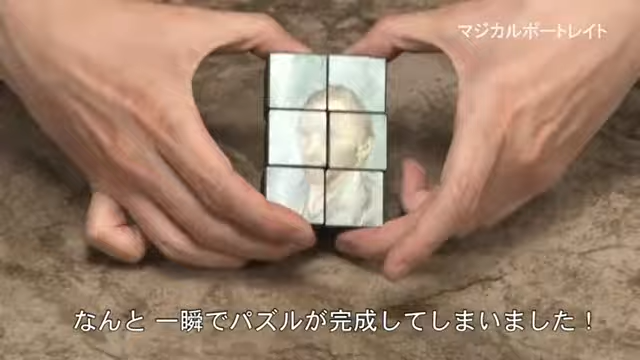 マジカルポートレイト
なんと 一瞬でパズルが完成してしまいました！